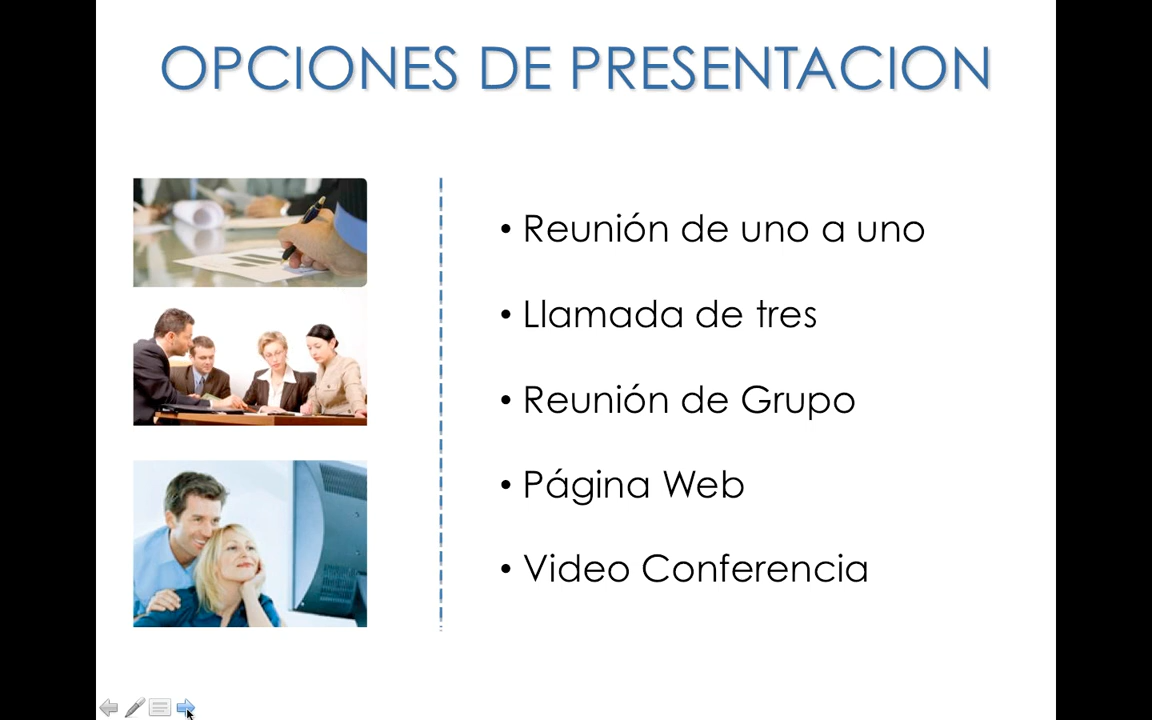 OPCIONES DE PRESENTACION
• Reunión de uno a uno
• Llamada de tres
• Reunión de Grupo
• Página Web
• Video Conferencia